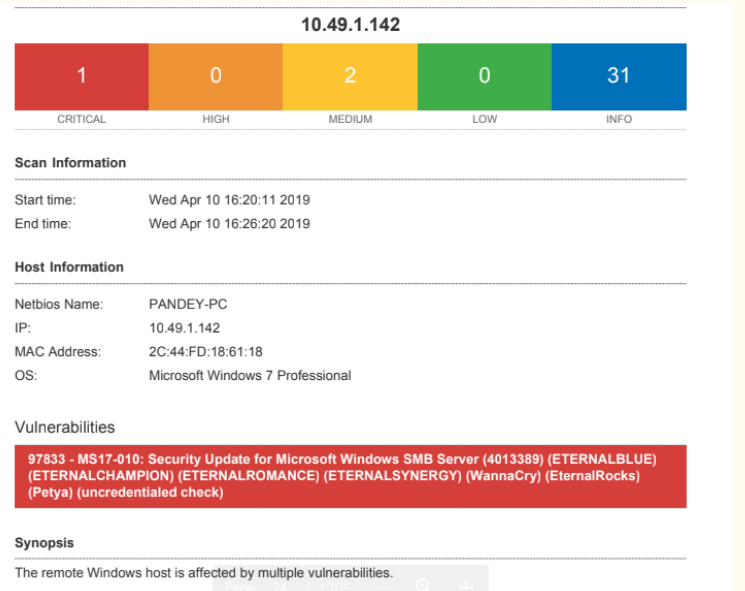 10.49.1.142
1 0 2 0 31
CRITICAL HIGH MEDIUM LOW INFO
Scan Information
Start time: Wed Apr 10 16:20:11 2019
End time: Wed Apr 10 16:26:20 2019
Host Information
Netbios Name: PANDEY-PC
IP: 10.49.1.142
MAC Address: 2C:44:FD:18:61:18
OS: Microsoft Windows 7 Professional
Vulnerabilities
97833 - MS17-010: Security Update for Microsoft Windows SMB Server (4013389) (ETERNALBLUE)
(ETERNALCHAMPION) (ETERNALROMANCE) (ETERNALSYNERGY) (WannaCry) (EternalRocks)
(Petya) (uncredentialed check)
Synopsis
The remote Windows host is affected by multiple vulnerabilities.
Page